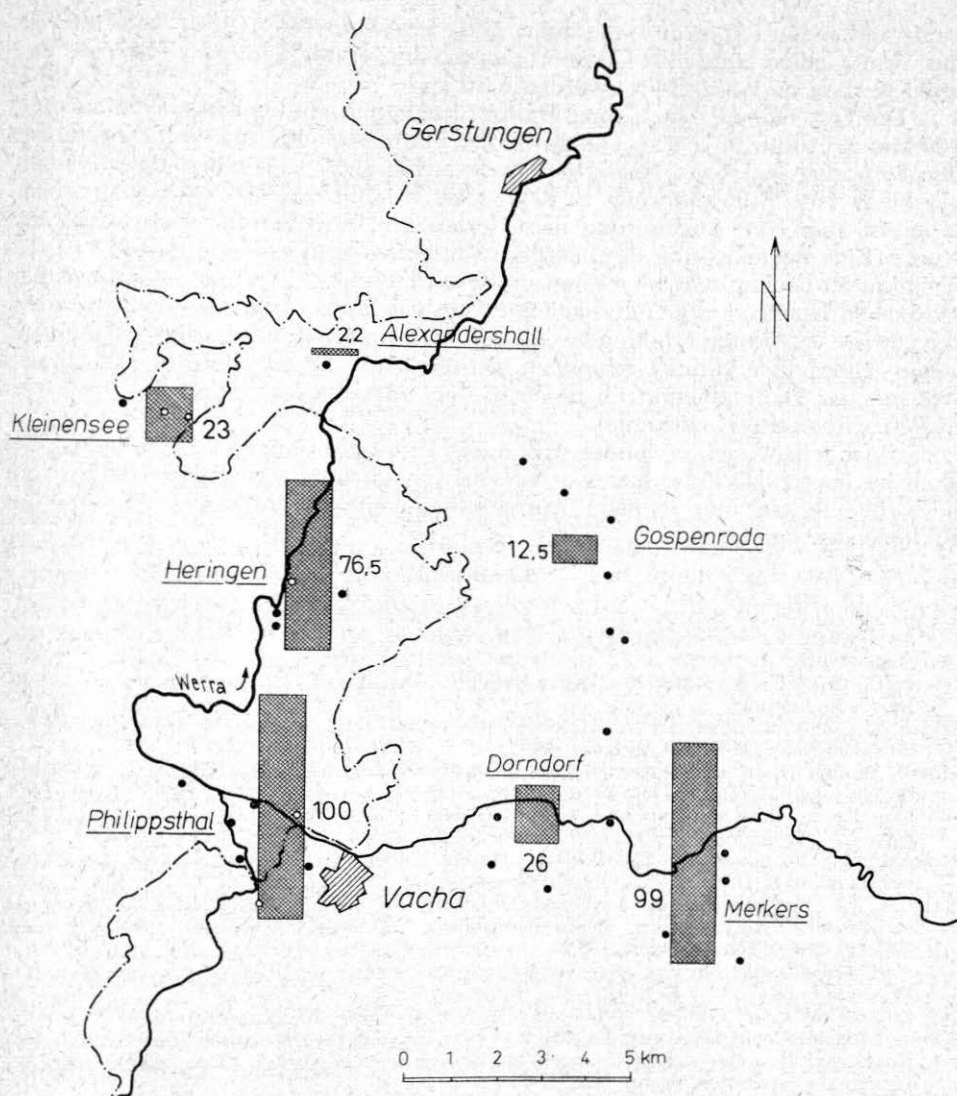 Gerstungen
N
2,2
Alexandershall
Kleinensee
23
Heringen
76,5
12,5
Gospenroda
Werra
Dorndorf
100
Philippsthal
26
Vacha
99
Merkers
0 1 2 3 4 5 km